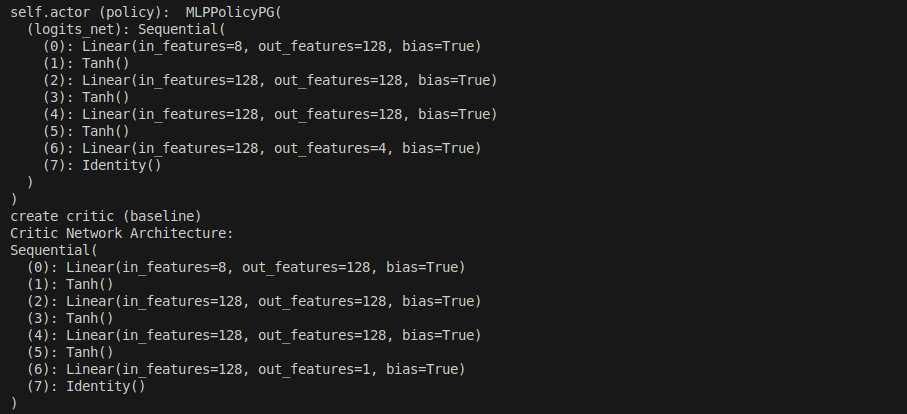 self.actor (policy):  MLPPolicyPG(
  (logits_net): Sequential(
    (0): Linear(in_features=8, out_features=128, bias=True)
    (1): Tanh()
    (2): Linear(in_features=128, out_features=128, bias=True)
    (3): Tanh()
    (4): Linear(in_features=128, out_features=128, bias=True)
    (5): Tanh()
    (6): Linear(in_features=128, out_features=4, bias=True)
    (7): Identity()
  )
)
create critic (baseline)
Critic Network Architecture:
Sequential(
  (0): Linear(in_features=8, out_features=128, bias=True)
  (1): Tanh()
  (2): Linear(in_features=128, out_features=128, bias=True)
  (3): Tanh()
  (4): Linear(in_features=128, out_features=128, bias=True)
  (5): Tanh()
  (6): Linear(in_features=128, out_features=1, bias=True)
  (7): Identity()
)